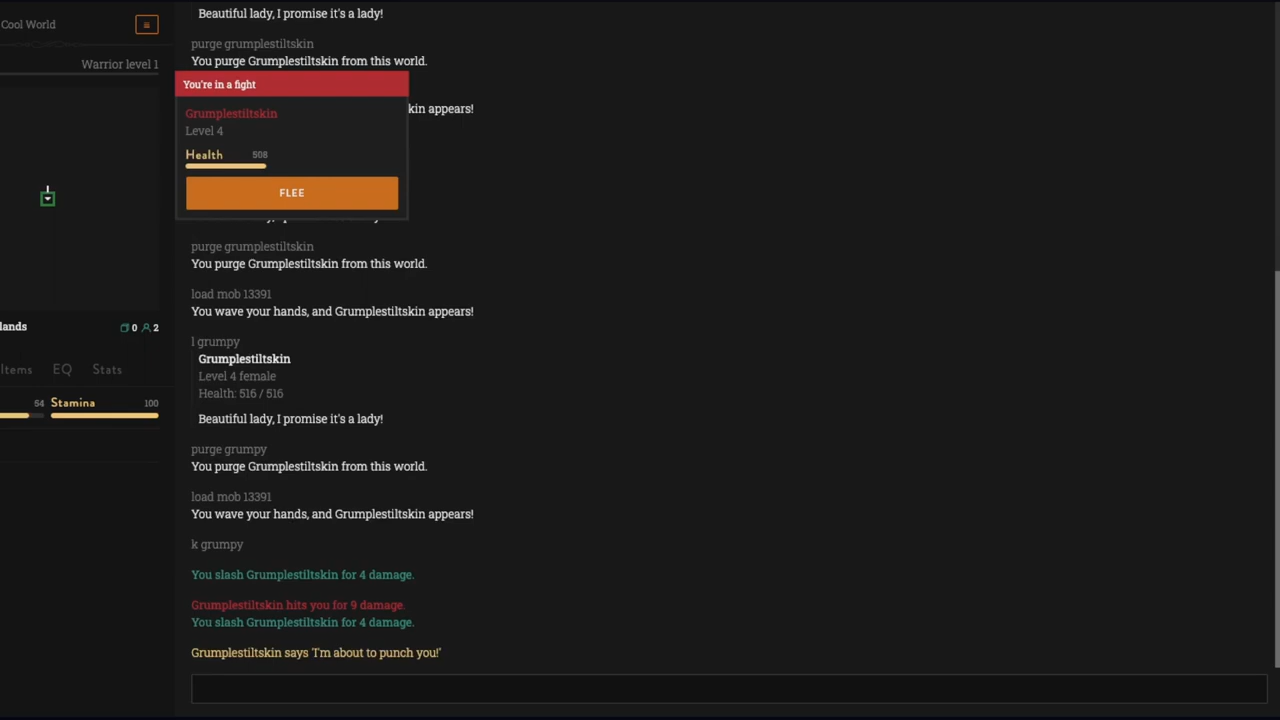 Cool World
Warrior level 1
lands
0 2
Items EQ Stats
54 Stamina 100
You're in a fight
Grumplestiltskin
Level 4
Health 508
FLEE
Beautiful lady, I promise it's a lady!
purge grumplestiltskin
You purge Grumplestiltskin from this world.
kin appears!
purge grumplestiltskin
You purge Grumplestiltskin from this world.
load mob 13391
You wave your hands, and Grumplestiltskin appears!
l grumpy
Grumplestiltskin
Level 4 female
Health: 516 / 516
Beautiful lady, I promise it's a lady!
purge grumpy
You purge Grumplestiltskin from this world.
load mob 13391
You wave your hands, and Grumplestiltskin appears!
k grumpy
You slash Grumplestiltskin for 4 damage.
Grumplestiltskin hits you for 9 damage.
You slash Grumplestiltskin for 4 damage.
Grumplestiltskin says 'I'm about to punch you!'